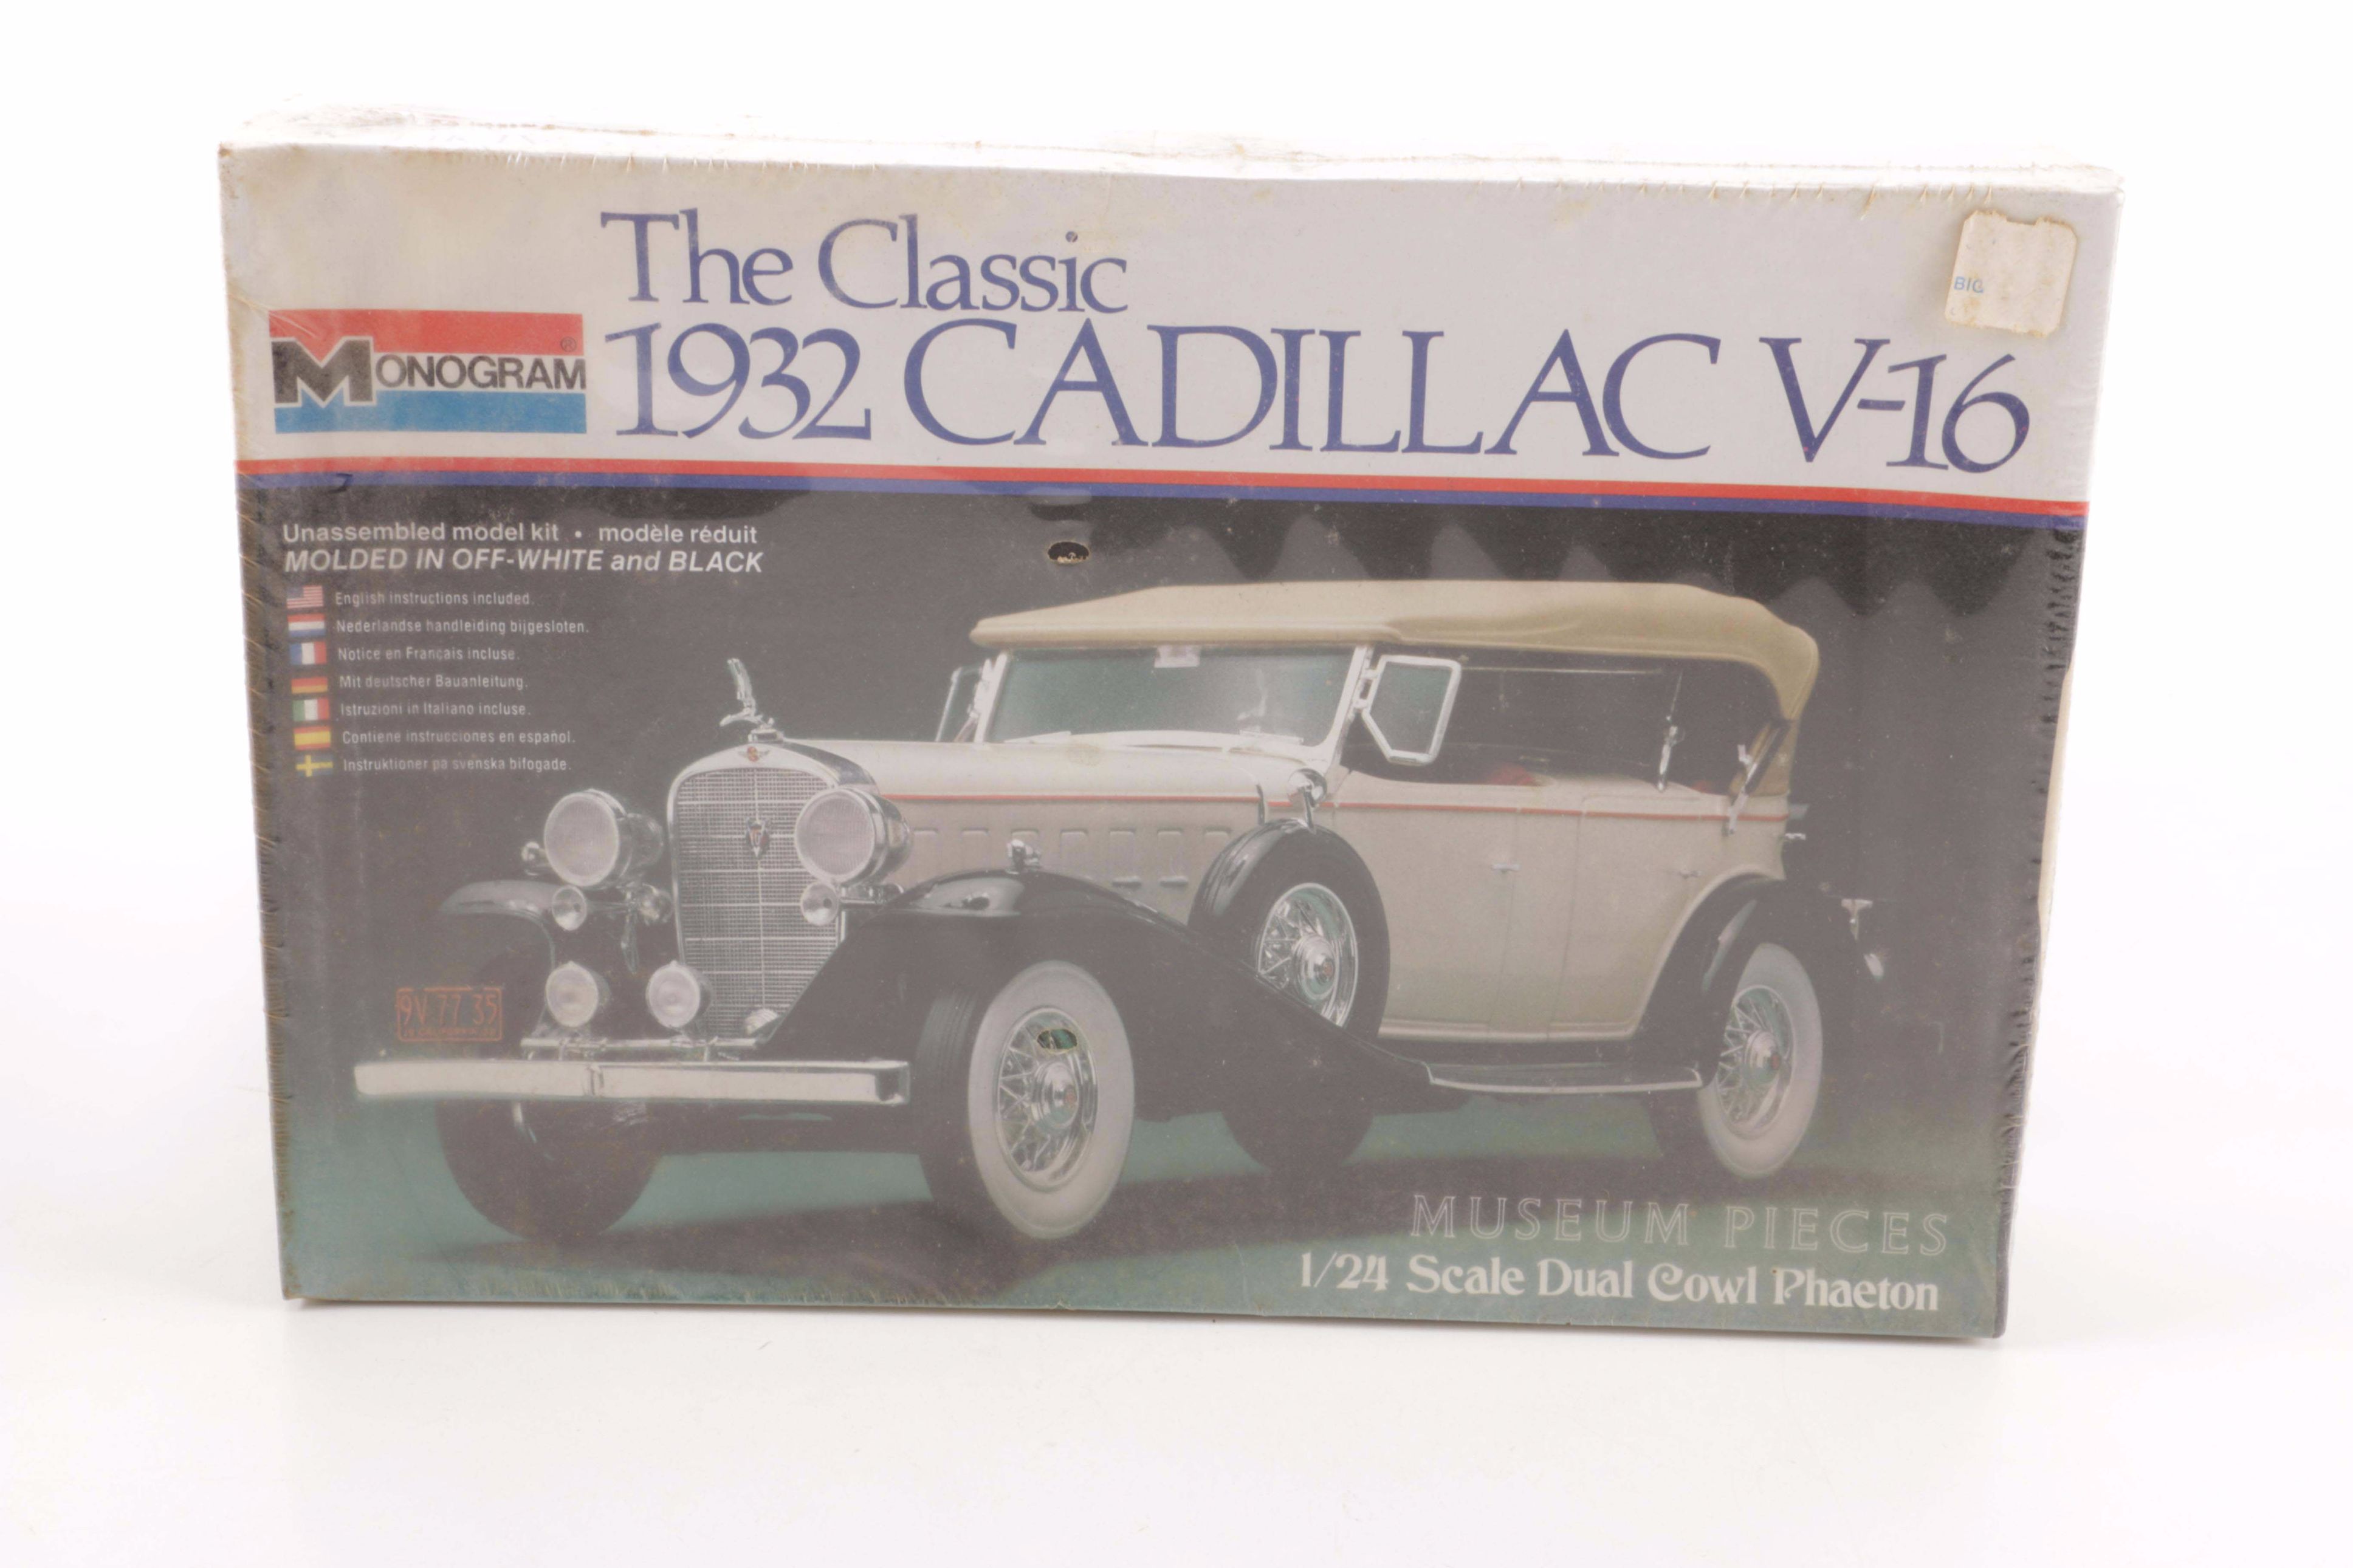 The Classic
MONOGRAM®
1932 CADILLAC V-16
BIG
Unassembled model kit • modèle réduit
MOLDED IN OFF-WHITE and BLACK
English instructions included.
Nederlandse handleiding bijgesloten.
Notice en Français incluse.
Mit deutscher Bauanleitung.
Istruzioni in Italiano incluse.
Contiene instrucciones en español.
Instruktioner på svenska bifogade.
9V 77 35
MUSEUM PIECES
1/24 Scale Dual Cowl Phaeton